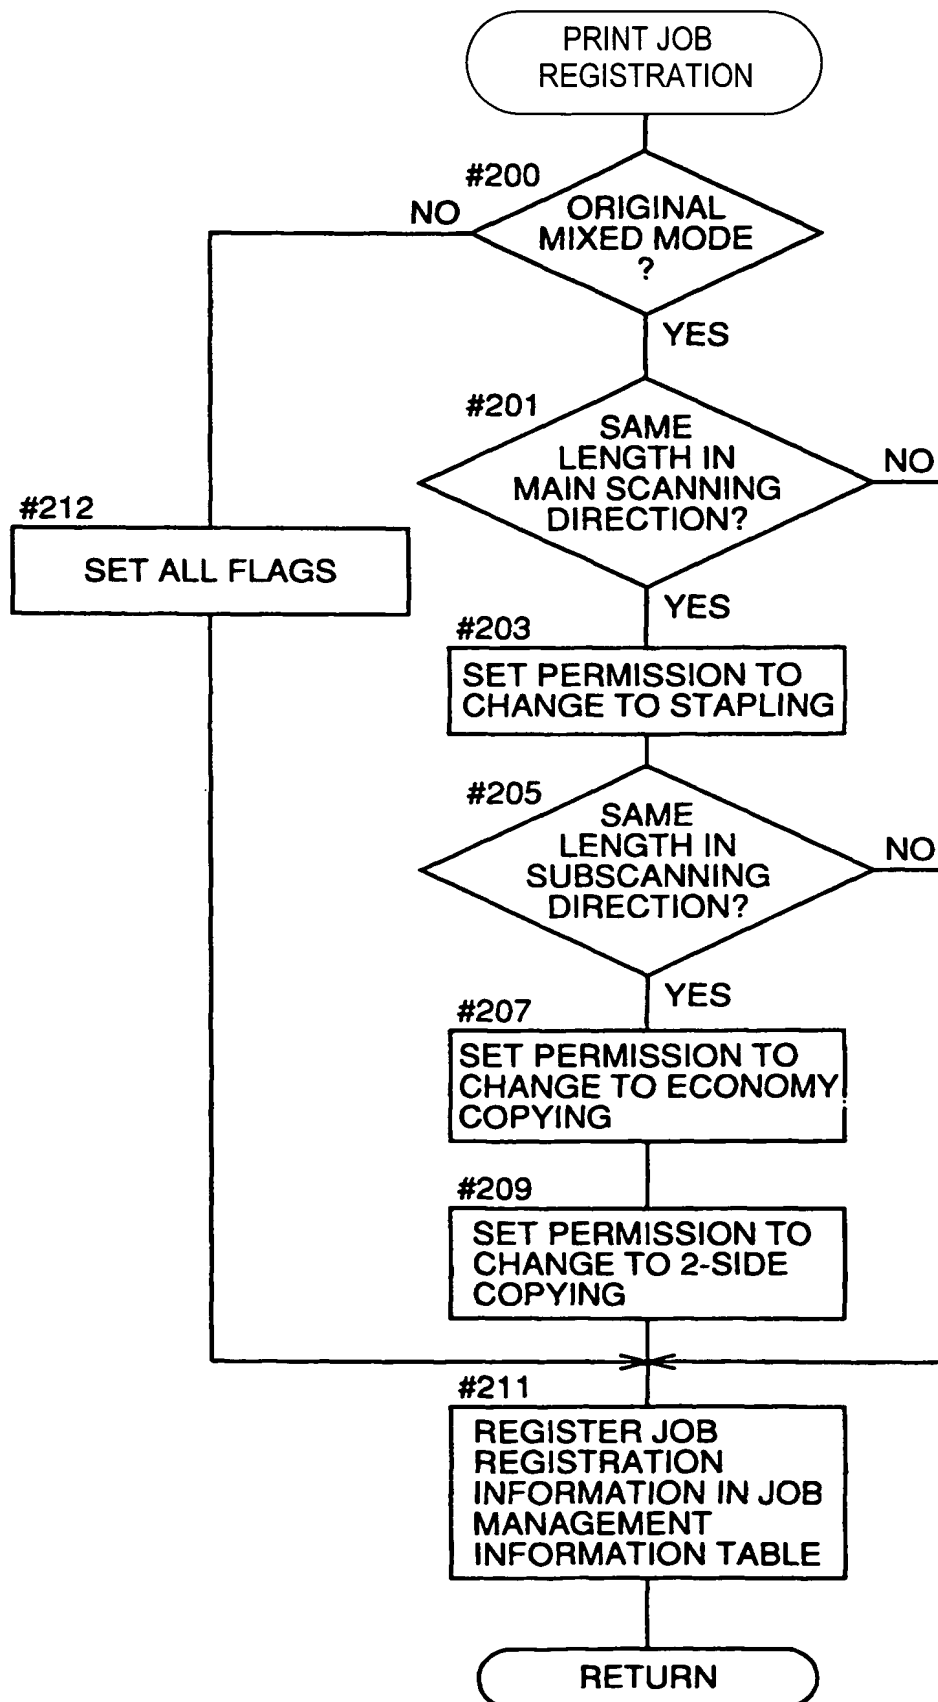 PRINT JOB
REGISTRATION
#200
NO
ORIGINAL
MIXED MODE
?
YES
#201
SAME
LENGTH IN
MAIN SCANNING
DIRECTION?
NO
#212
SET ALL FLAGS
YES
#203
SET PERMISSION TO
CHANGE TO STAPLING
#205
SAME
LENGTH IN
SUBSCANNING
DIRECTION?
NO
YES
#207
SET PERMISSION TO
CHANGE TO ECONOMY
COPYING
#209
SET PERMISSION TO
CHANGE TO 2-SIDE
COPYING
#211
REGISTER JOB
REGISTRATION
INFORMATION IN JOB
MANAGEMENT
INFORMATION TABLE
RETURN